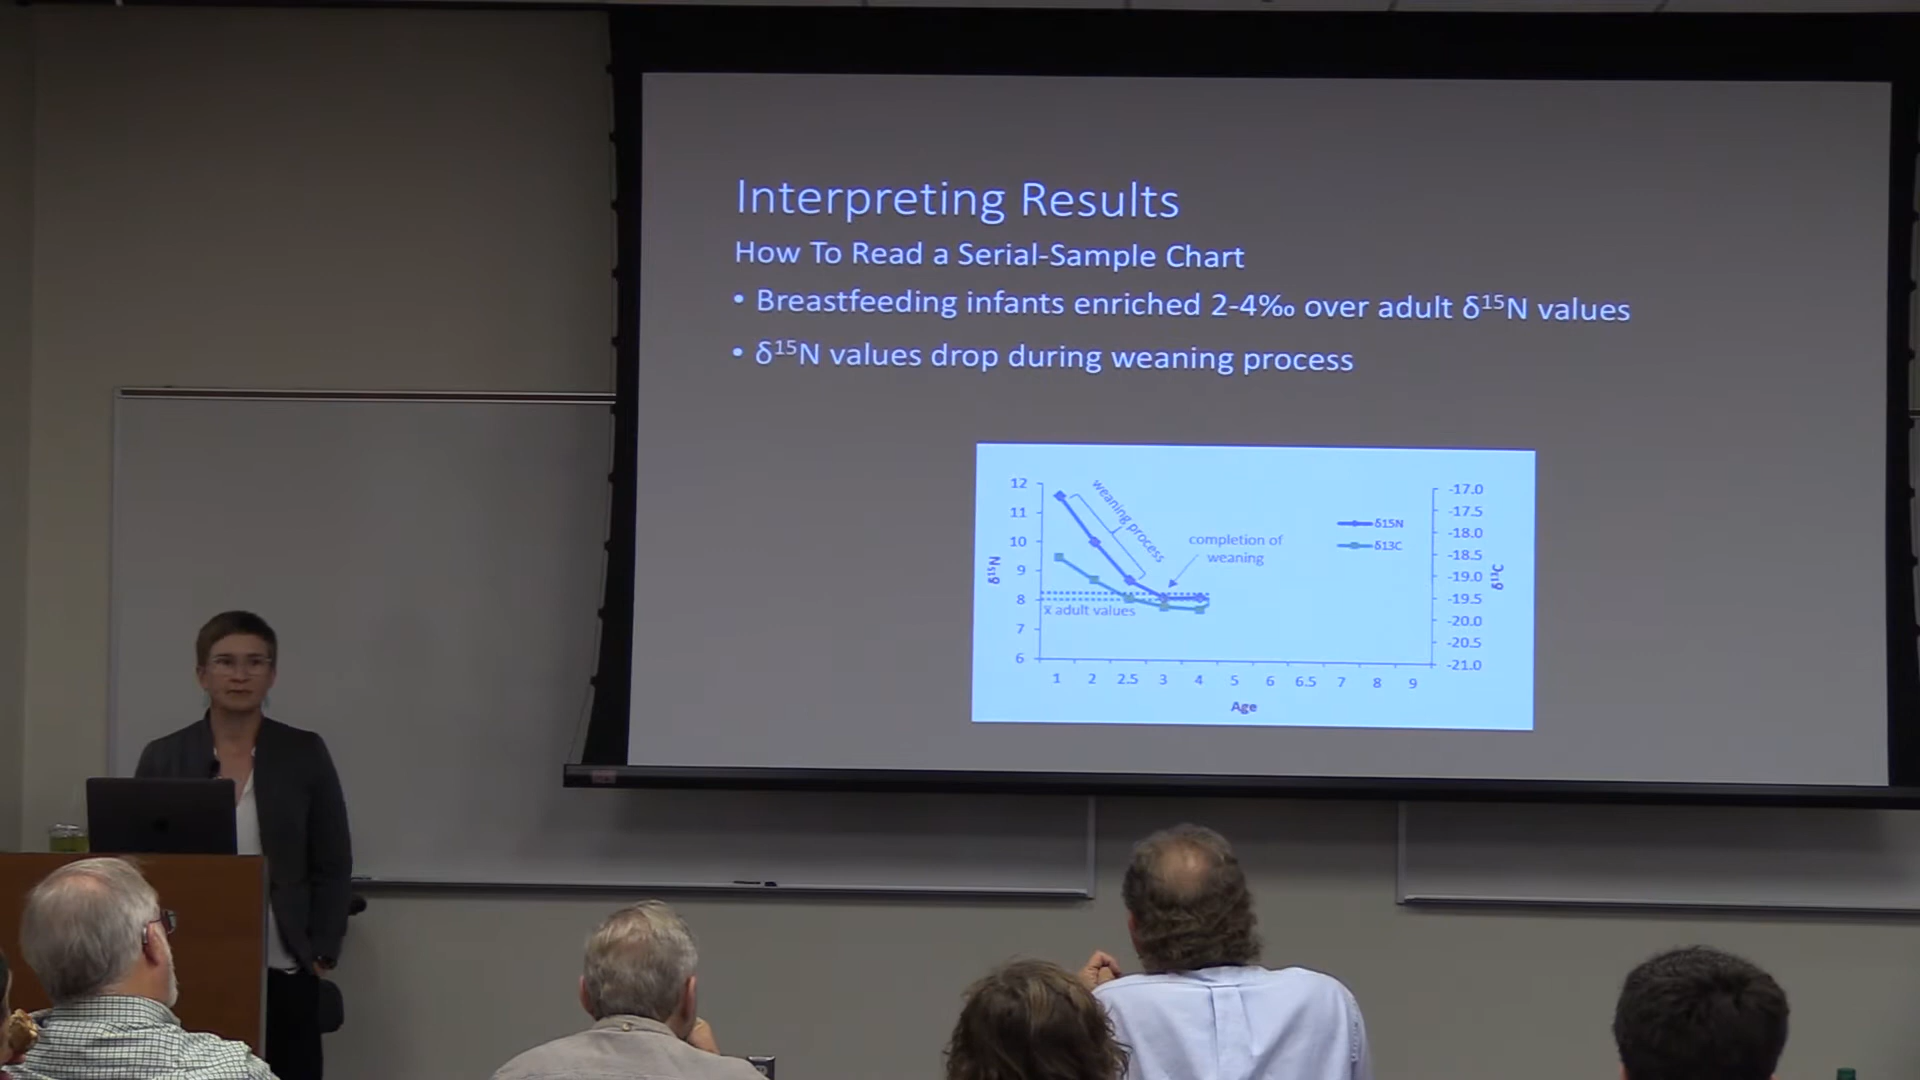 Interpreting Results
How To Read a Serial-Sample Chart
• Breastfeeding infants enriched 2-4‰ over adult δ¹⁵N values
• δ¹⁵N values drop during weaning process
12
11
10
9
8
7
6
δ¹⁵N
weaning process
completion of
weaning
x̄ adult values
δ15N
δ13C
-17.0
-17.5
-18.0
-18.5
-19.0
-19.5
-20.0
-20.5
-21.0
δ¹³C
1 2 2.5 3 4 5 6 6.5 7 8 9
Age